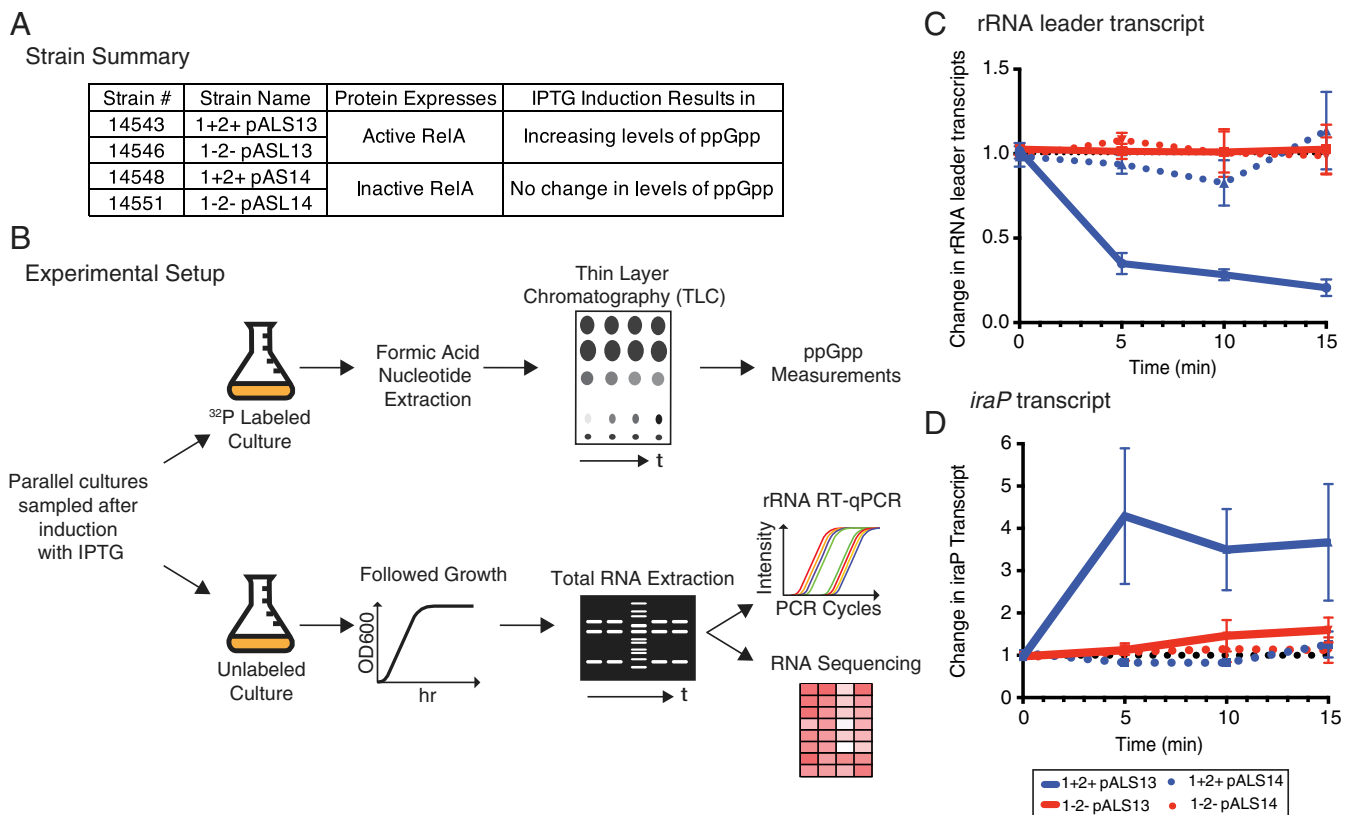 A
Strain Summary
Strain # Strain Name Protein Expresses IPTG Induction Results in
14543 1+2+ pALS13 Active RelA Increasing levels of ppGpp
14546 1-2- pASL13
14548 1+2+ pAS14 Inactive RelA No change in levels of ppGpp
14551 1-2- pASL14
B
Experimental Setup
Parallel cultures
sampled after
induction
with IPTG
32P Labeled
Culture
Formic Acid
Nucleotide
Extraction
Thin Layer
Chromatography (TLC)
t
ppGpp
Measurements
Unlabeled
Culture
Followed Growth
OD600
hr
Total RNA Extraction
t
rRNA RT-qPCR
Intensity
PCR Cycles
RNA Sequencing
C
rRNA leader transcript
Change in rRNA leader transcripts
1.5
1.0
0.5
0.0
0 5 10 15
Time (min)
iraP transcript
D
Change in iraP Transcript
6
5
4
3
2
1
0
0 5 10 15
Time (min)
1+2+ pALS13 1+2+ pALS14
1-2- pALS13 1-2- pALS14